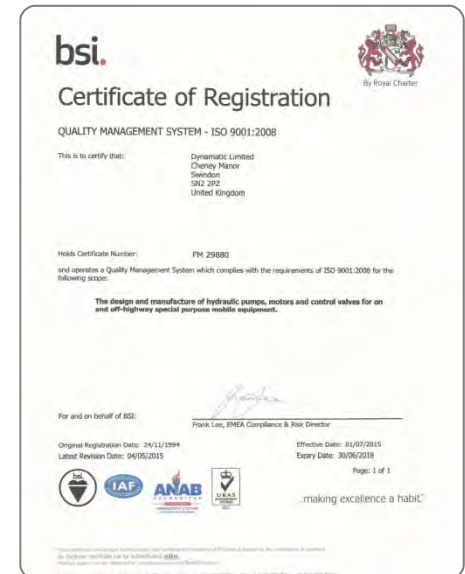 bsi.
By Royal Charter
Certificate of Registration
QUALITY MANAGEMENT SYSTEM - ISO 9001:2008
This is to certify that:
Dynamatic Limited
Cheney Manor
Swindon
SN2 2PZ
United Kingdom
Holds Certificate Number:
FM 29880
and operates a Quality Management System which complies with the requirements of ISO 9001:2008 for the
following scope:
The design and manufacture of hydraulic pumps, motors and control valves for on
and off-highway special purpose mobile equipment.
For and on behalf of BSI:
Frank Lee, EMEA Compliance & Risk Director
Original Registration Date: 24/11/1994
Effective Date: 01/07/2015
Latest Revision Date: 04/05/2015
Expiry Date: 30/06/2018
Page: 1 of 1
bsi.
IAF
ANAB
ACCREDITED
UKAS
...making excellence a habit.™